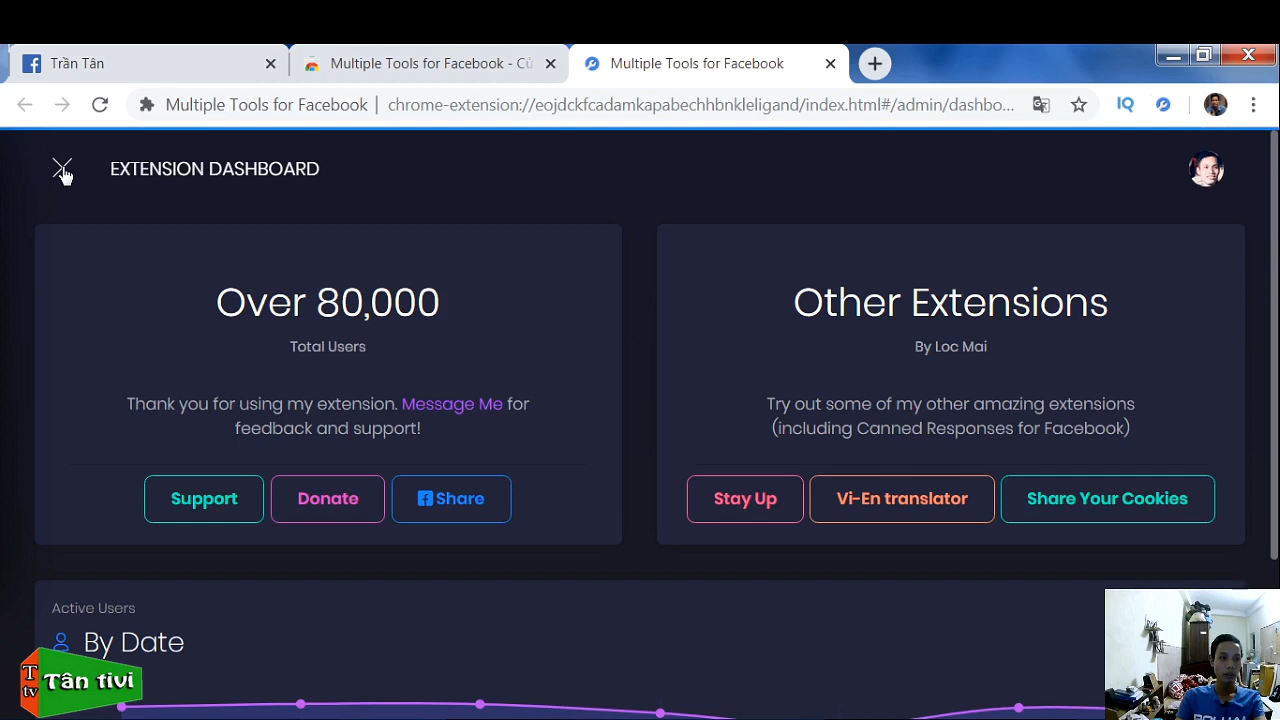 Trần Tân
Multiple Tools for Facebook - Cử
Multiple Tools for Facebook
Multiple Tools for Facebook | chrome-extension://eojdckfcadamkapabechhbnkleligand/index.html#/admin/dashbo...
IQ
EXTENSION DASHBOARD
Over 80,000
Total Users
Thank you for using my extension. Message Me for
feedback and support!
Support Donate Share
Other Extensions
By Loc Mai
Try out some of my other amazing extensions
(including Canned Responses for Facebook)
Stay Up Vi-En translator Share Your Cookies
Active Users
By Date
T
tv
Tân tivi